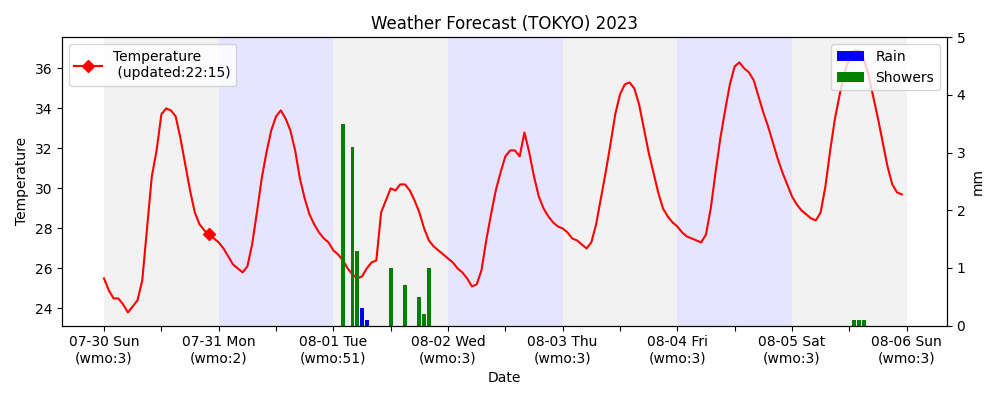 Weather Forecast (TOKYO) 2023
Temperature
(updated:22:15)
Rain
Showers
Temperature
36
34
32
30
28
26
24
5
4
3
2
1
0
mm
07-30 Sun 07-31 Mon 08-01 Tue 08-02 Wed 08-03 Thu 08-04 Fri 08-05 Sat 08-06 Sun
(wmo:3) (wmo:2) (wmo:51) (wmo:3) (wmo:3) (wmo:3) (wmo:3) (wmo:3)
Date